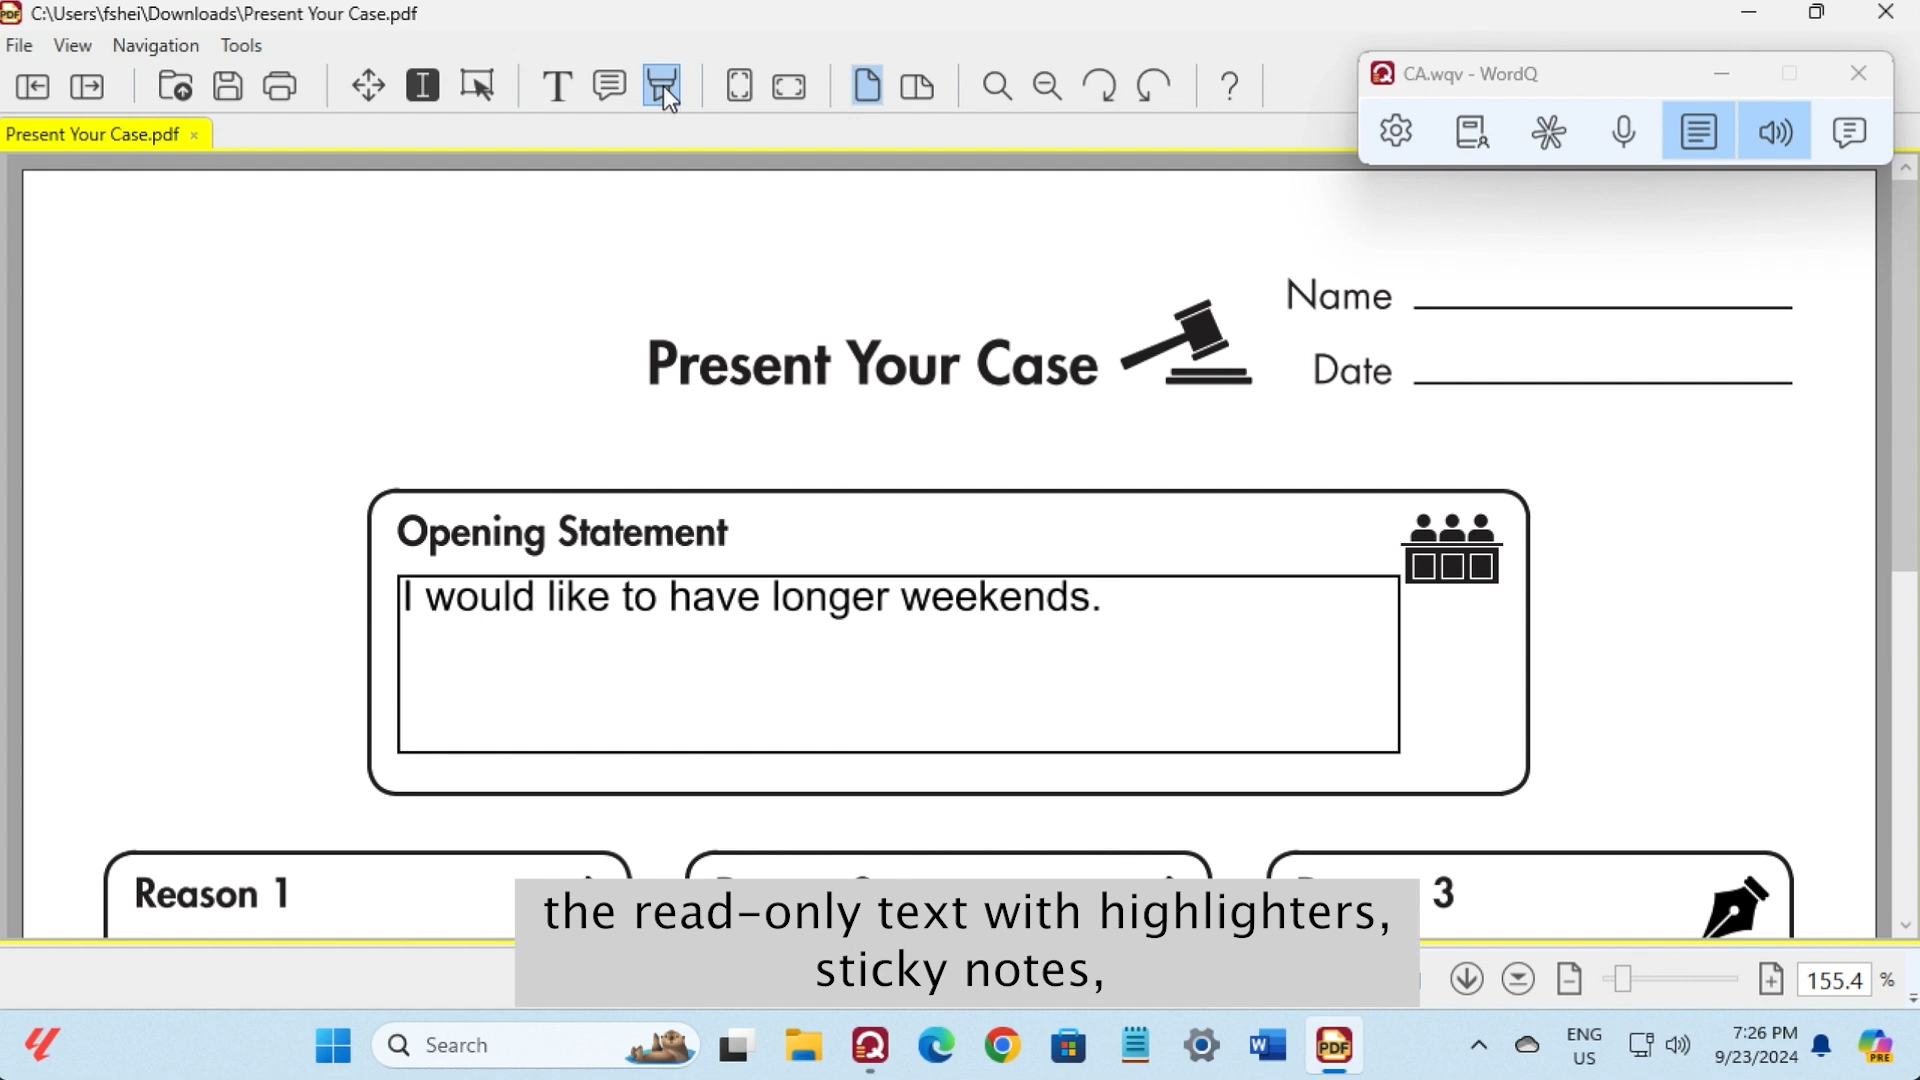 C:\Users\fshei\Downloads\Present Your Case.pdf
File View Navigation Tools
CA.wqv - WordQ
Present Your Case.pdf
Name
Present Your Case
Date
Opening Statement
I would like to have longer weekends.
Reason 1
3
the read-only text with highlighters,
sticky notes,
155.4 %
Search
ENG
US
7:26 PM
9/23/2024
PRE